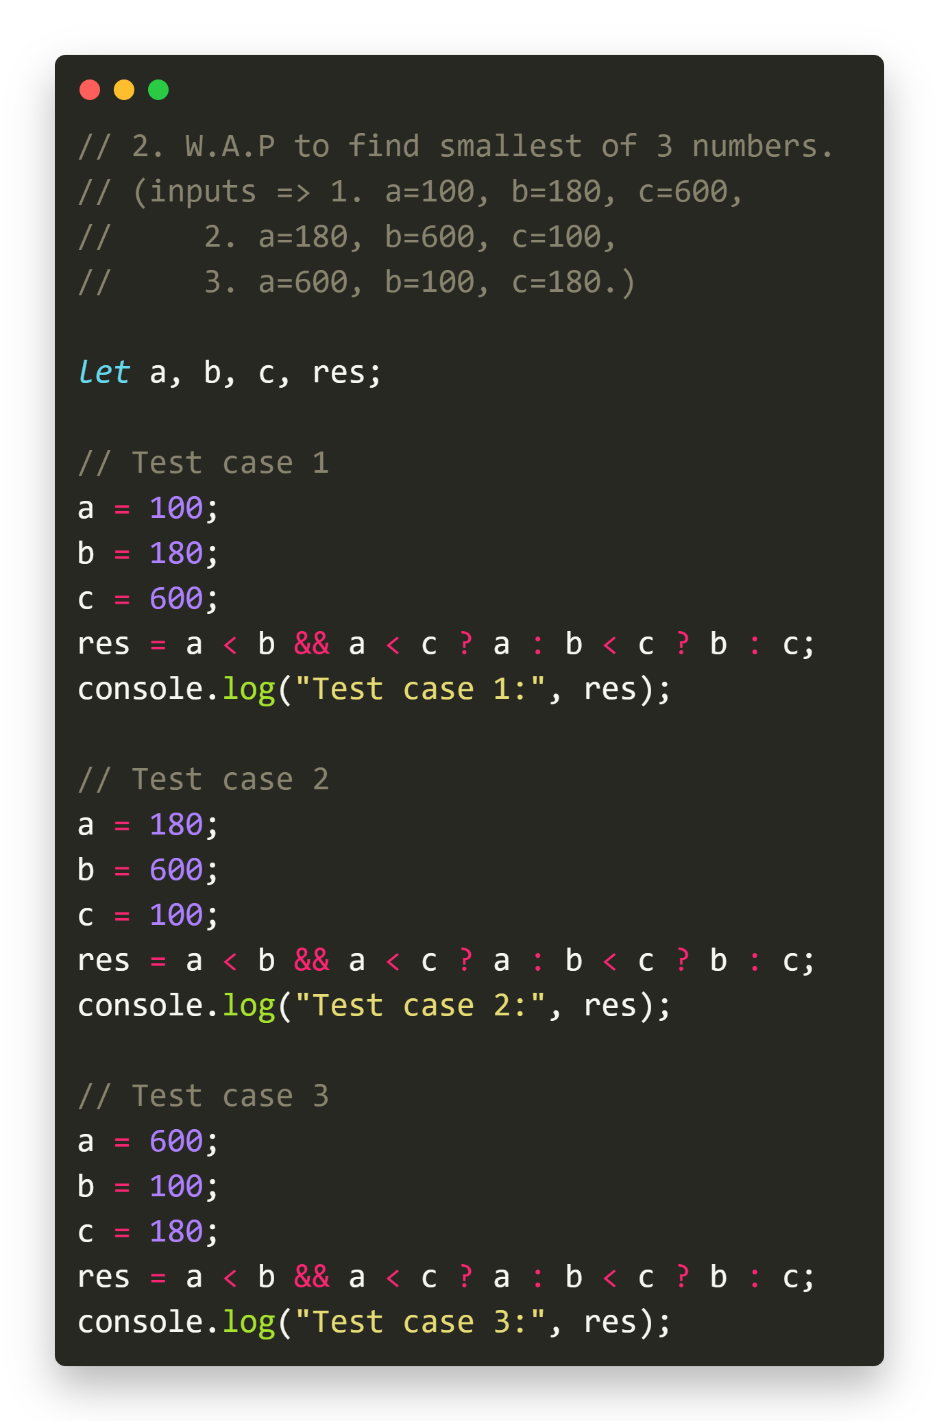 // 2. W.A.P to find smallest of 3 numbers.
// (inputs => 1. a=100, b=180, c=600,
//     2. a=180, b=600, c=100,
//     3. a=600, b=100, c=180.)

let a, b, c, res;

// Test case 1
a = 100;
b = 180;
c = 600;
res = a < b && a < c ? a : b < c ? b : c;
console.log("Test case 1:", res);

// Test case 2
a = 180;
b = 600;
c = 100;
res = a < b && a < c ? a : b < c ? b : c;
console.log("Test case 2:", res);

// Test case 3
a = 600;
b = 100;
c = 180;
res = a < b && a < c ? a : b < c ? b : c;
console.log("Test case 3:", res);